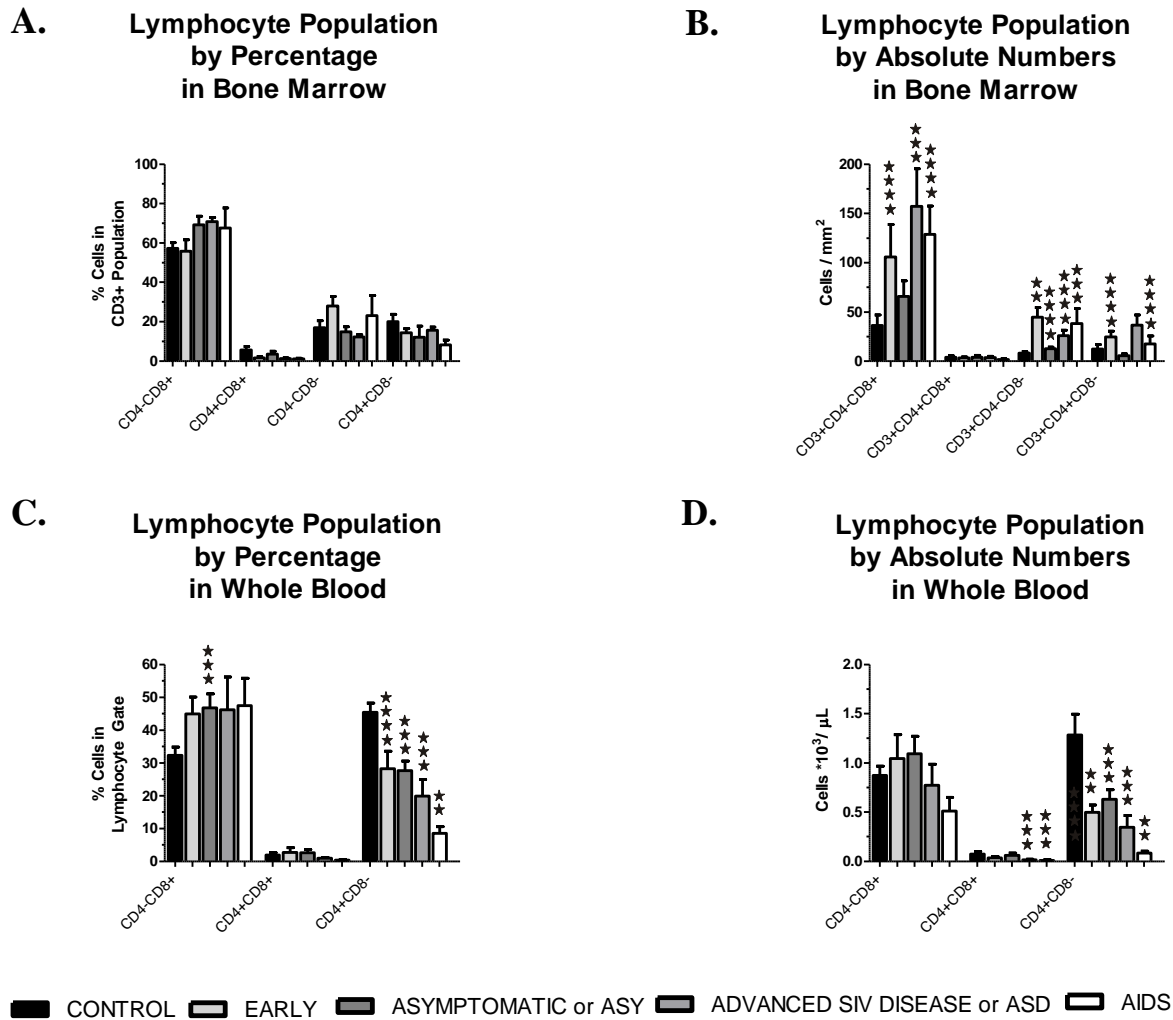 A.
Lymphocyte Population
by Percentage
in Bone Marrow
% Cells in
CD3+ Population
100
80
60
40
20
0
CD4-CD8+
CD4+CD8+
CD4-CD8-
CD4+CD8-
B.
Lymphocyte Population
by Absolute Numbers
in Bone Marrow
Cells / mm²
200
150
100
50
0
CD3+CD4-CD8+
CD3+CD4+CD8+
CD3+CD4-CD8-
CD3+CD4+CD8-
C.
Lymphocyte Population
by Percentage
in Whole Blood
% Cells in
Lymphocyte Gate
60
50
40
30
20
10
0
CD4-CD8+
CD4+CD8+
CD4+CD8-
D.
Lymphocyte Population
by Absolute Numbers
in Whole Blood
Cells *10³/ µL
2.0
1.5
1.0
0.5
0.0
CD4-CD8+
CD4+CD8+
CD4+CD8-
CONTROL EARLY ASYMPTOMATIC or ASY ADVANCED SIV DISEASE or ASD AIDS